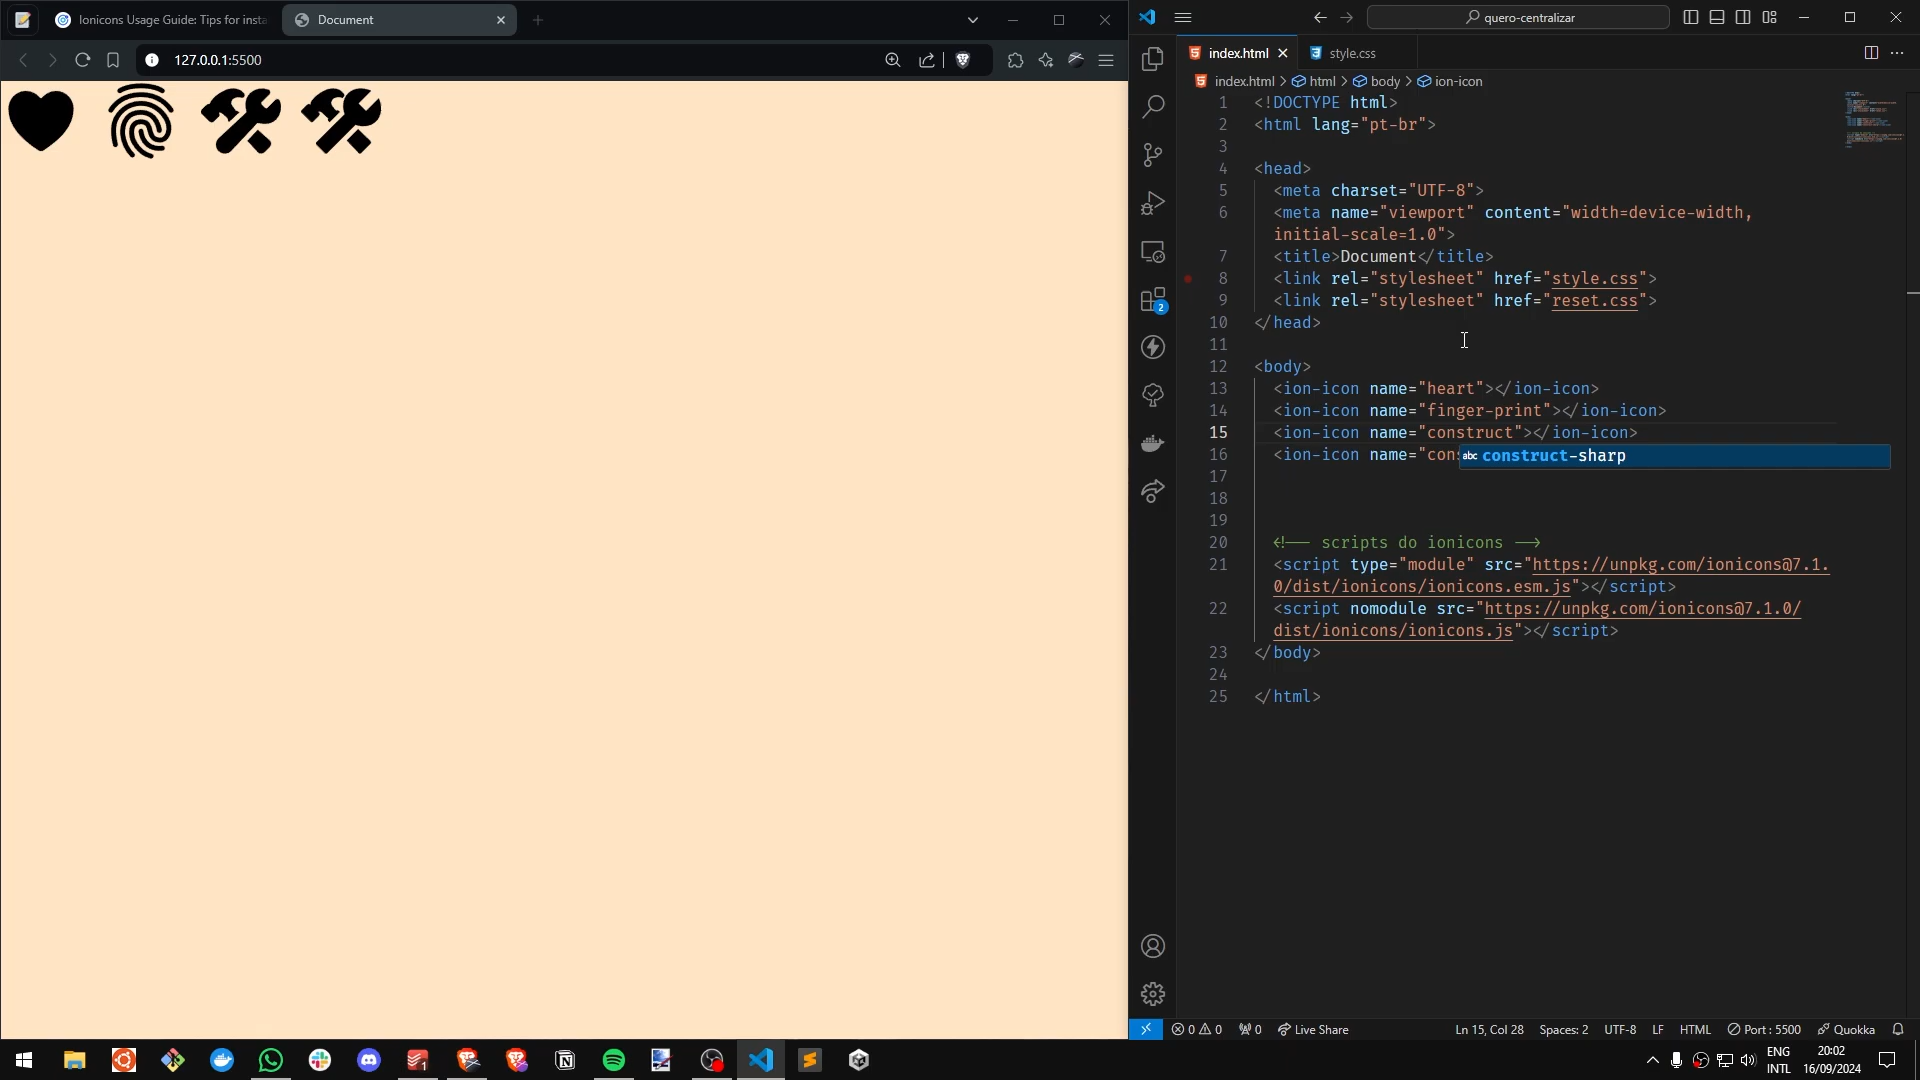 Ionicons Usage Guide: Tips for insta
Document
127.0.0.1:5500
quero-centralizar
index.html
style.css
index.html > html > body > ion-icon
1 <!DOCTYPE html>
2 <html lang="pt-br">
3
4 <head>
5 <meta charset="UTF-8">
6 <meta name="viewport" content="width=device-width,
initial-scale=1.0">
7 <title>Document</title>
8 <link rel="stylesheet" href="style.css">
9 <link rel="stylesheet" href="reset.css">
10 </head>
11
12 <body>
13 <ion-icon name="heart"></ion-icon>
14 <ion-icon name="finger-print"></ion-icon>
15 <ion-icon name="construct"></ion-icon>
16 <ion-icon name="con
abc construct-sharp
17
18
19
20 <!-- scripts do ionicons -->
21 <script type="module" src="https://unpkg.com/ionicons@7.1.
0/dist/ionicons/ionicons.esm.js"></script>
22 <script nomodule src="https://unpkg.com/ionicons@7.1.0/
dist/ionicons/ionicons.js"></script>
23 </body>
24
25 </html>
2
0 0 0 Live Share
Ln 15, Col 28 Spaces: 2 UTF-8 LF HTML Port : 5500 Quokka
ENG
INTL
20:02
16/09/2024